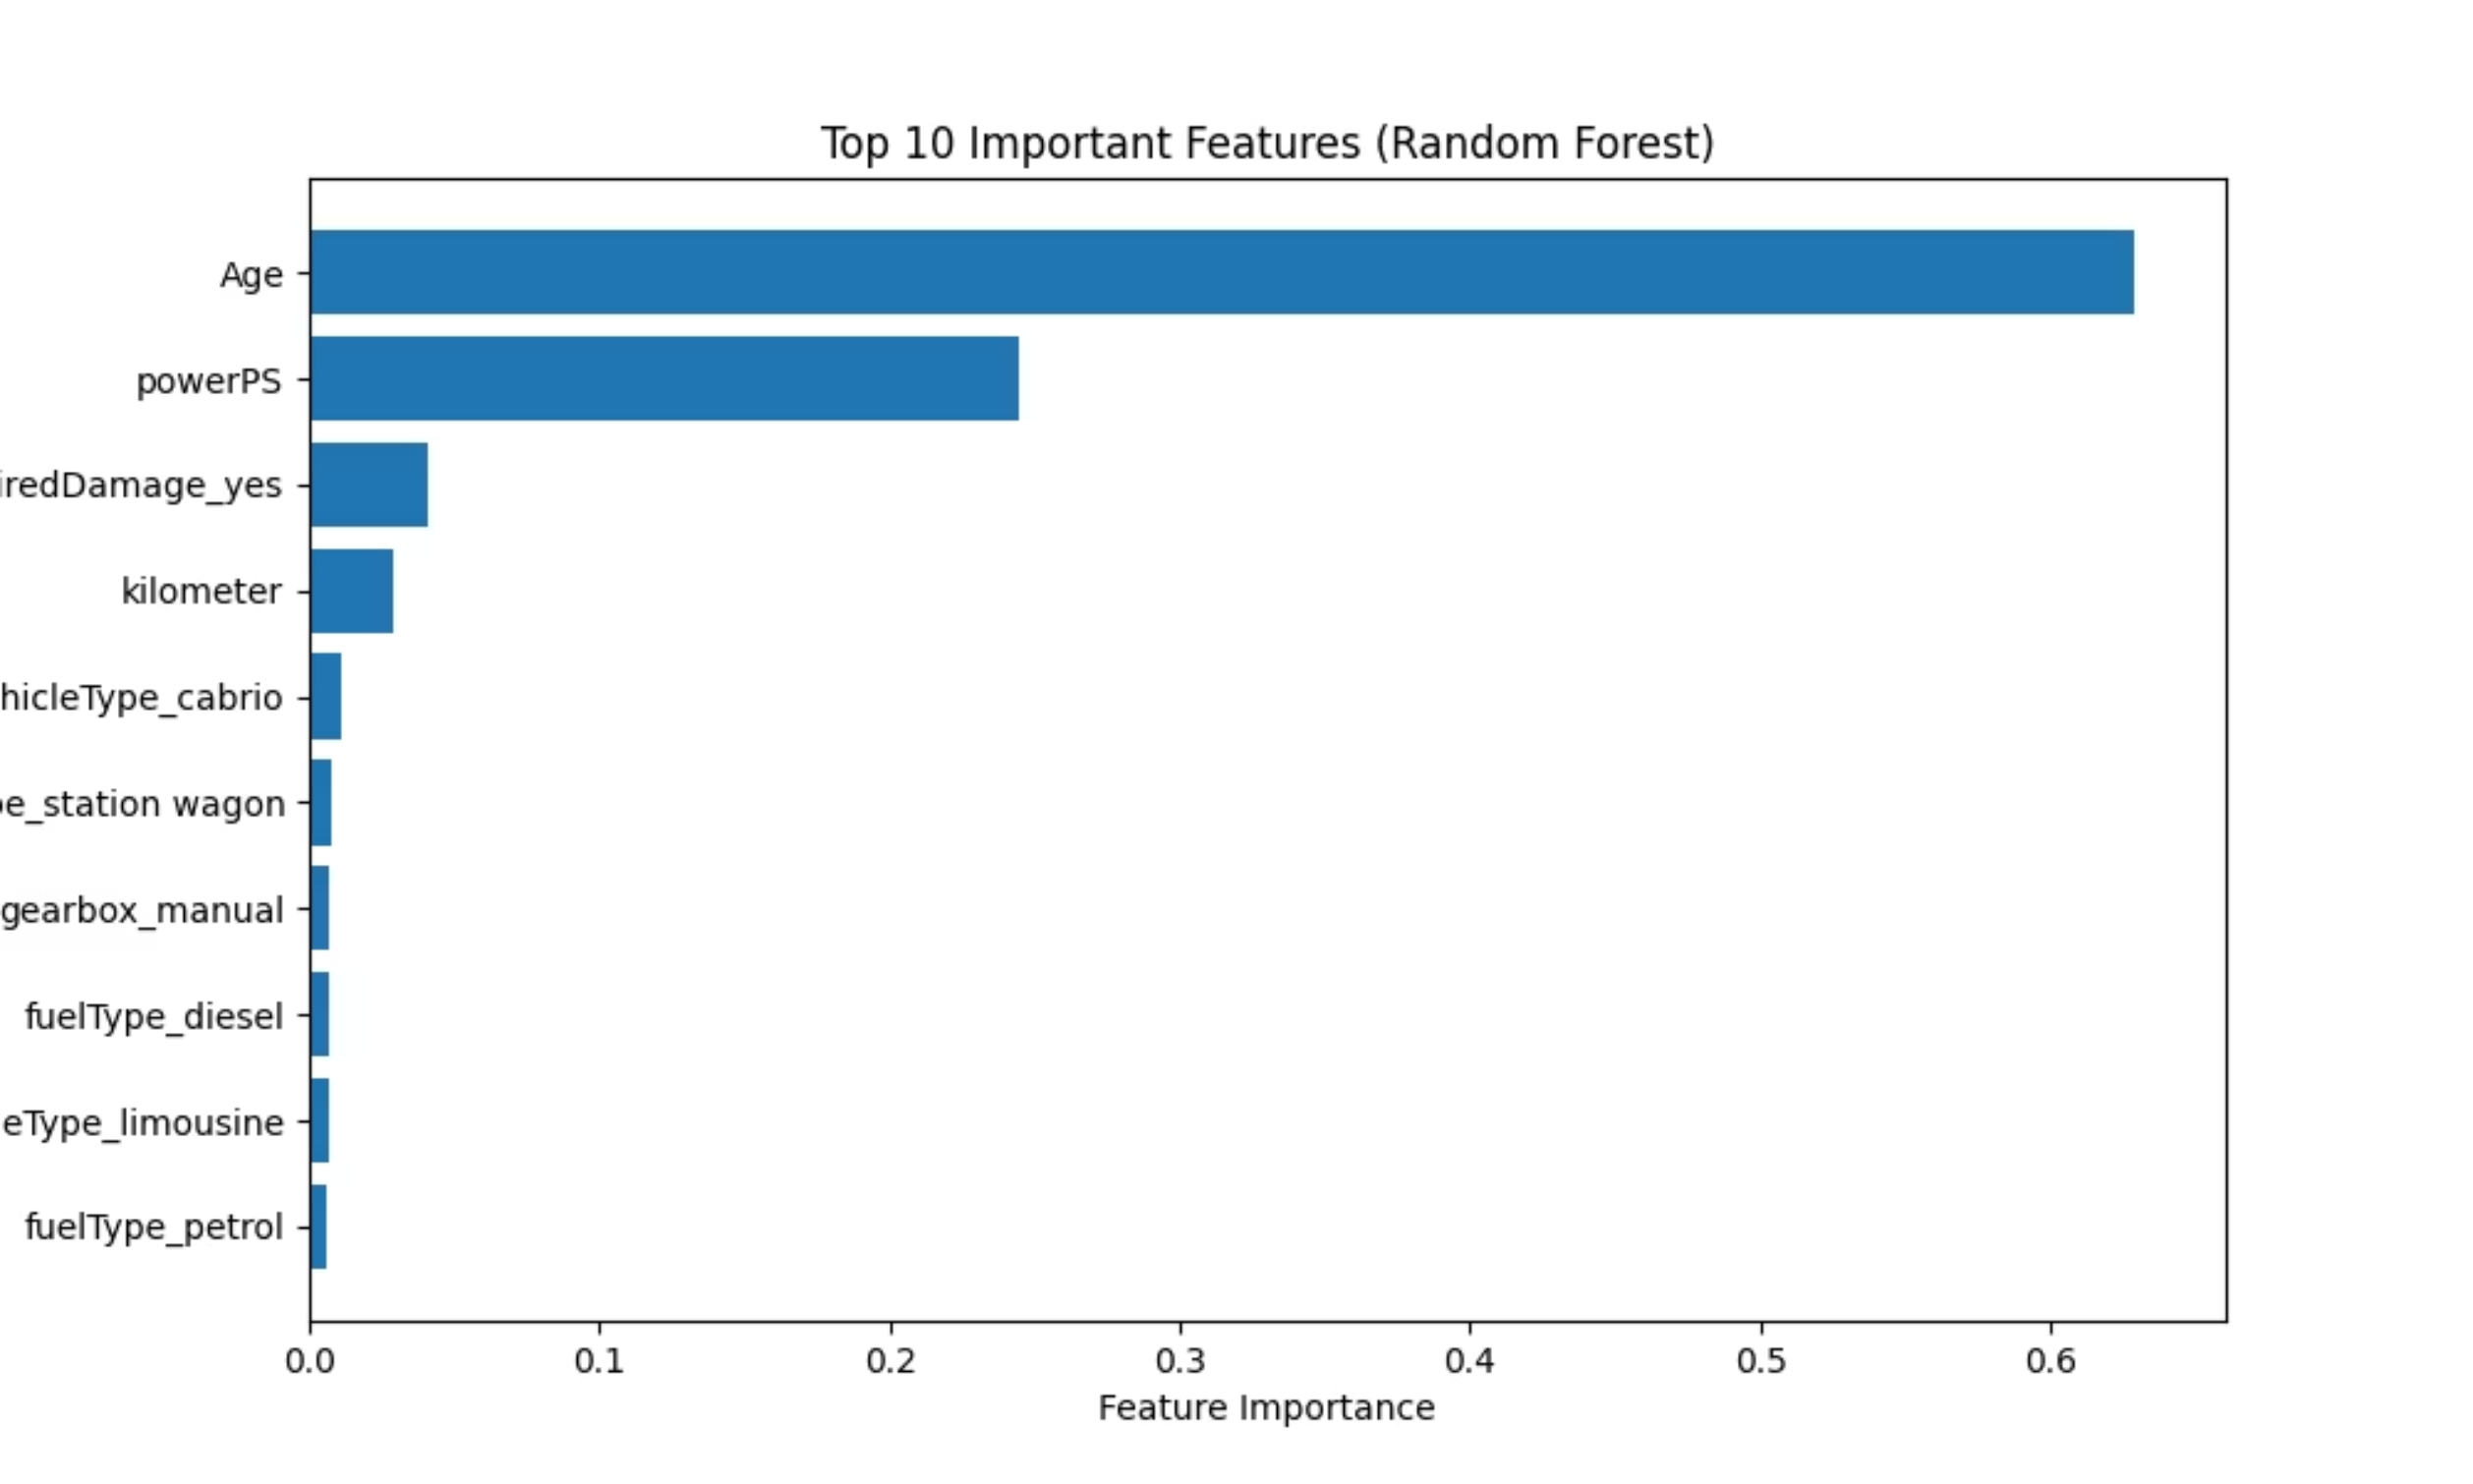 Top 10 Important Features (Random Forest)
Age
powerPS
iredDamage_yes
kilometer
hicleType_cabrio
e_station wagon
gearbox_manual
fuelType_diesel
eType_limousine
fuelType_petrol
0.0 0.1 0.2 0.3 0.4 0.5 0.6
Feature Importance